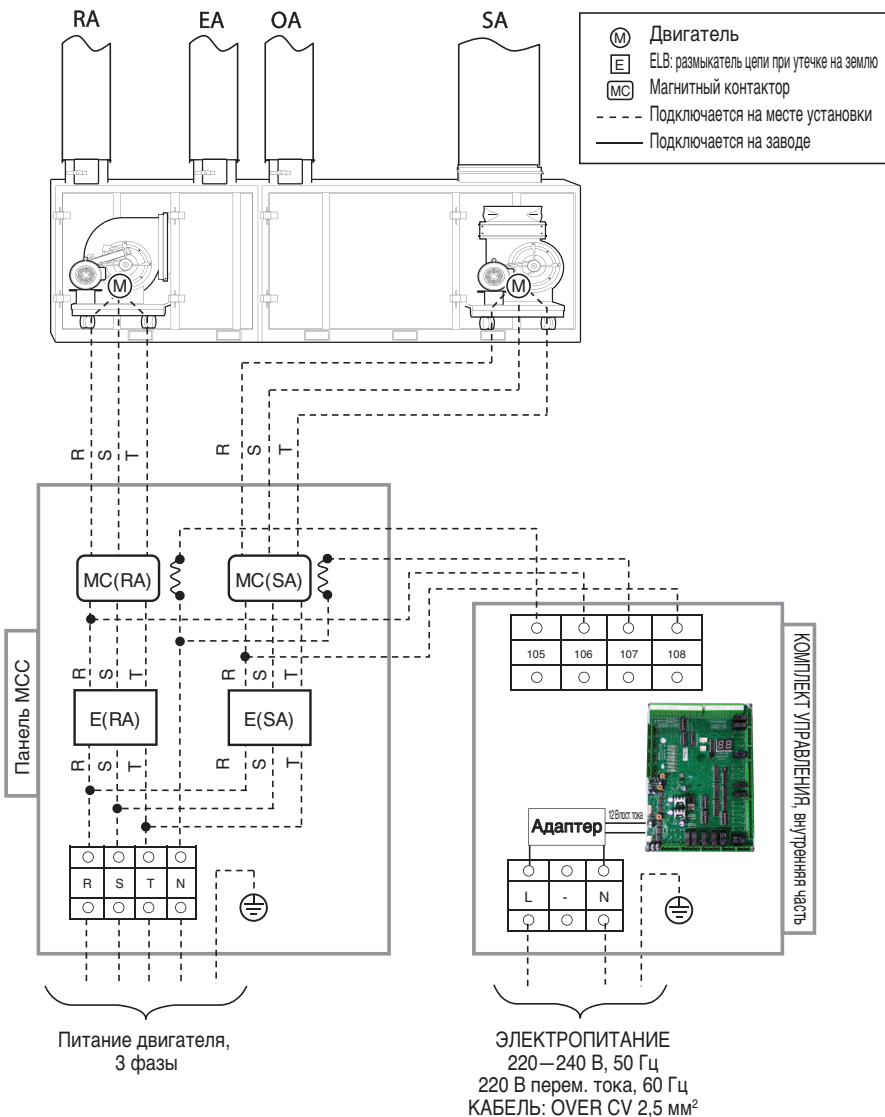 RA EA OA SA
M Двигатель
E ELB: размыкатель цепи при утечке на землю
MC Магнитный контактор
Подключается на месте установки
Подключается на заводе
M M
R S T R S T
MC(RA) MC(SA)
R S T R S T
E(RA) E(SA)
R S T R S T
R S T N
Панель MCC
Питание двигателя,
3 фазы
105 106 107 108
КОМПЛЕКТ УПРАВЛЕНИЯ, внутренняя часть
Адаптер
12 В пост. тока
L - N
ЭЛЕКТРОПИТАНИЕ
220—240 В, 50 Гц
220 В перем. тока, 60 Гц
КАБЕЛЬ: OVER CV 2,5 мм²